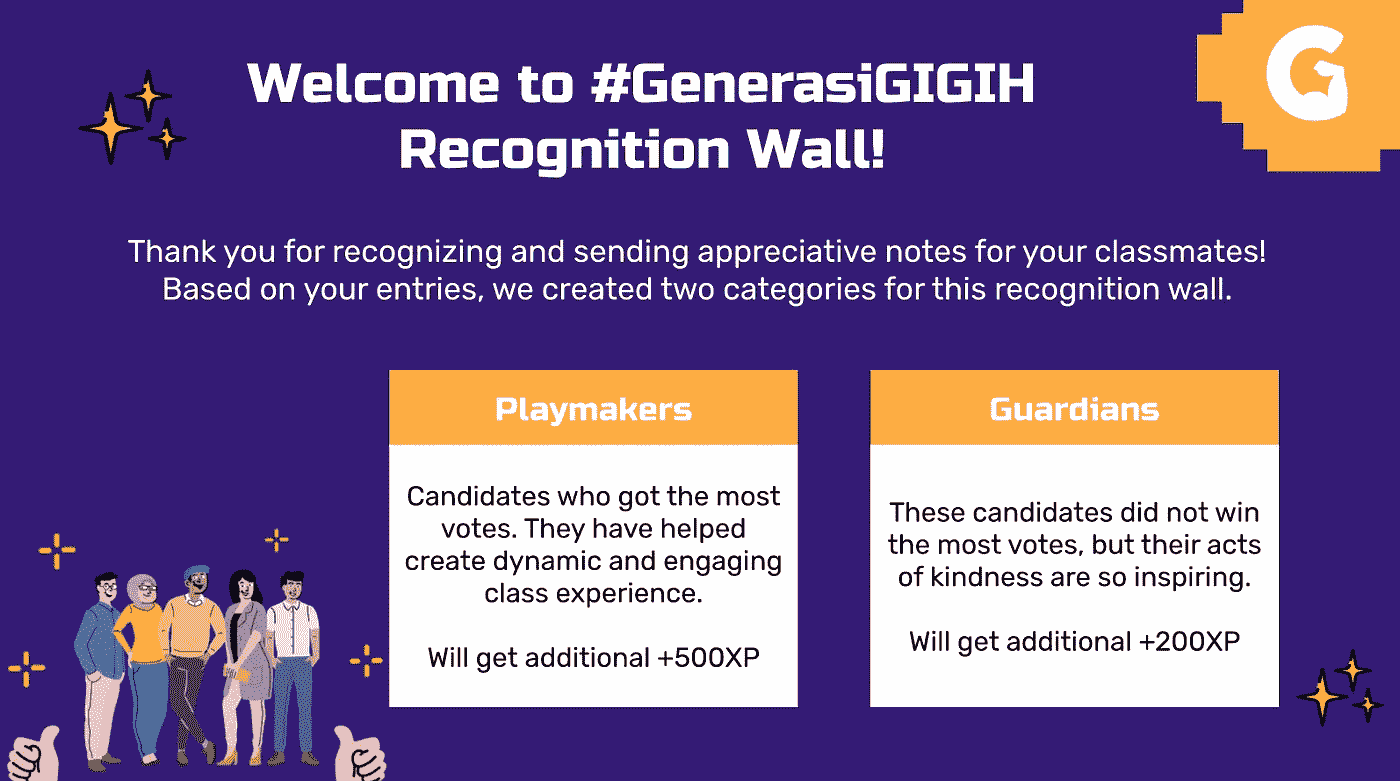 G
Welcome to #GenerasiGIGIH
Recognition Wall!
Thank you for recognizing and sending appreciative notes for your classmates!
Based on your entries, we created two categories for this recognition wall.
Playmakers
Candidates who got the most
votes. They have helped
create dynamic and engaging
class experience.
Will get additional +500XP
Guardians
These candidates did not win
the most votes, but their acts
of kindness are so inspiring.
Will get additional +200XP